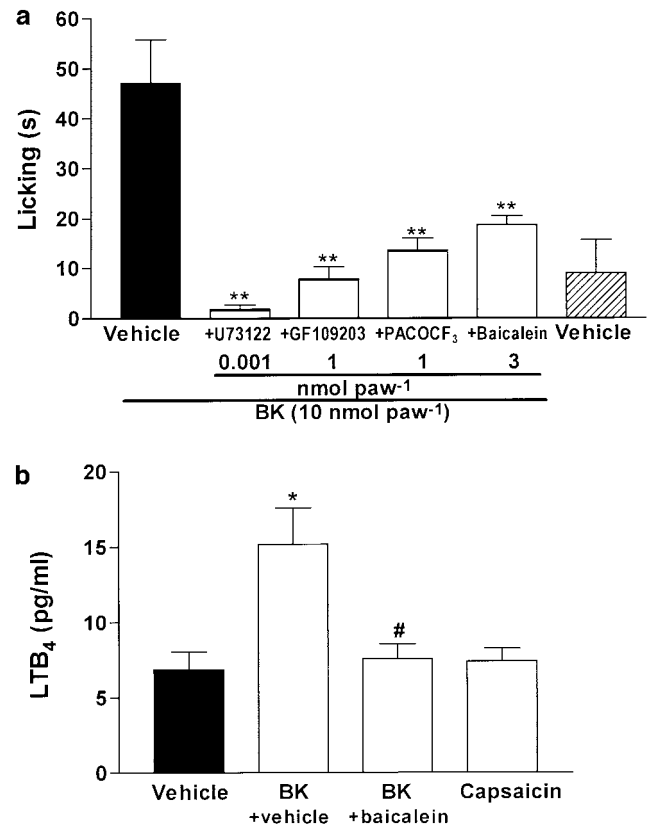 a
60
50
40
30
20
10
0
Licking (s)
**
**
**
**
Vehicle +U73122 +GF109203 +PACOCF₃ +Baicalein Vehicle
0.001 1 1 3
nmol paw⁻¹
BK (10 nmol paw⁻¹)
b
20
15
10
5
0
LTB₄ (pg/ml)
*
#
Vehicle BK BK Capsaicin
+vehicle +baicalein